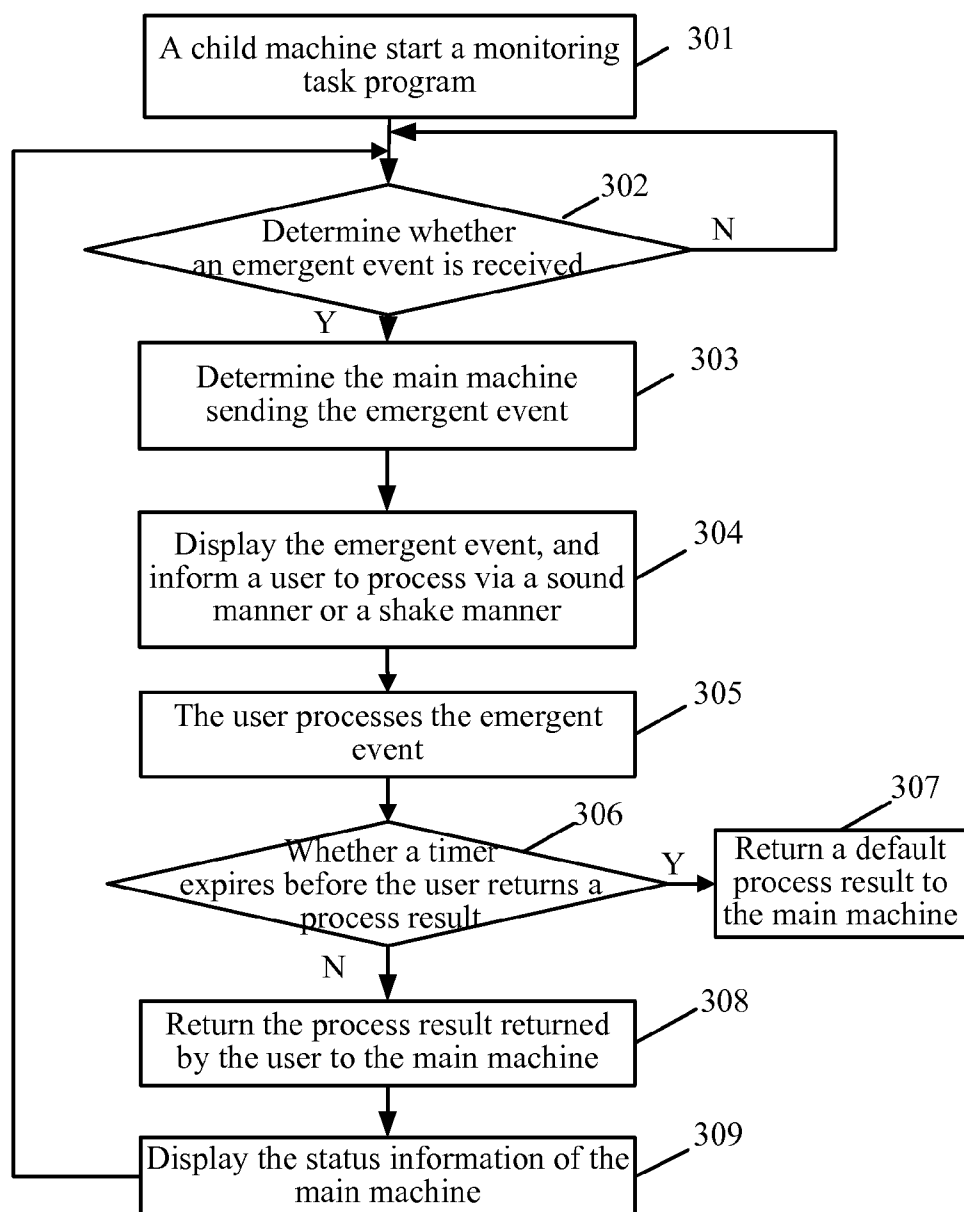 A child machine start a monitoring
task program
301
302
Determine whether
an emergent event is received
N
Y
303
Determine the main machine
sending the emergent event
304
Display the emergent event, and
inform a user to process via a sound
manner or a shake manner
305
The user processes the emergent
event
306
Whether a timer
expires before the user returns a
process result
Y
307
Return a default
process result to
the main machine
N
308
Return the process result returned
by the user to the main machine
309
Display the status information of the
main machine